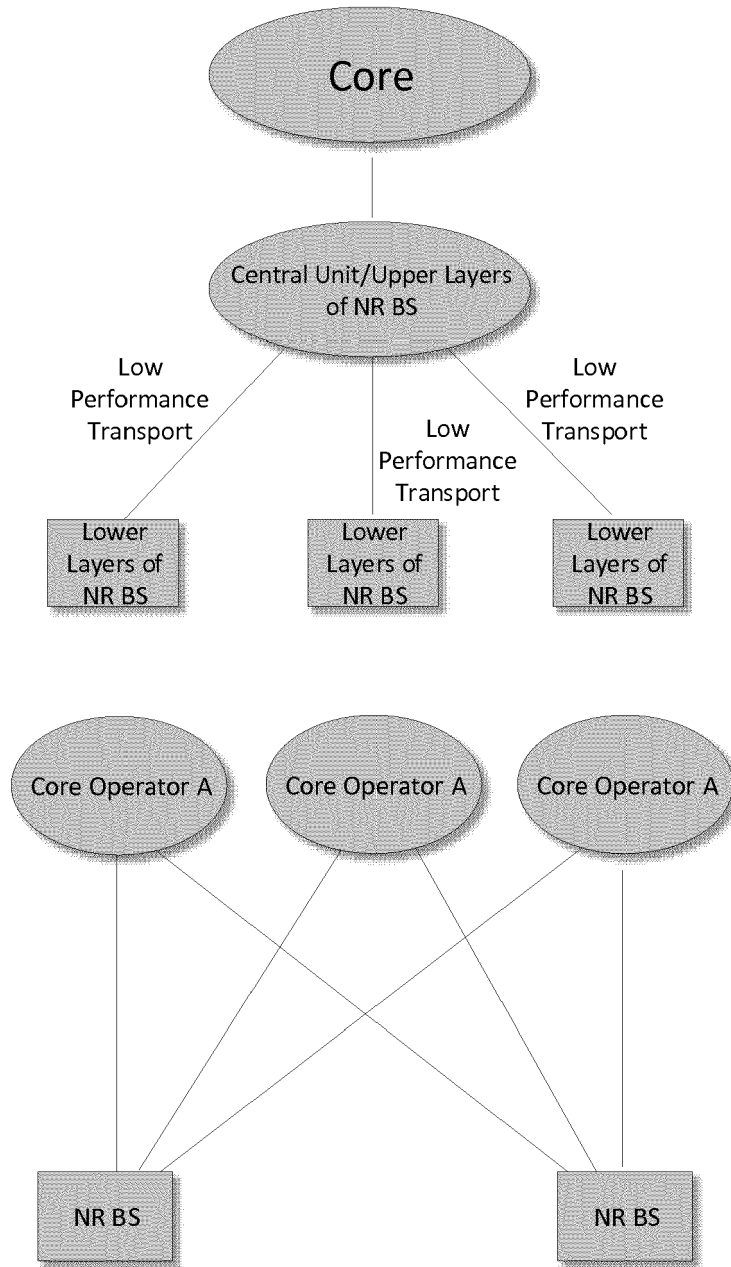 Core
Central Unit/Upper Layers
of NR BS
Low
Performance
Transport
Low
Performance
Transport
Low
Performance
Transport
Lower
Layers of
NR BS
Lower
Layers of
NR BS
Lower
Layers of
NR BS
Core Operator A
Core Operator A
Core Operator A
NR BS
NR BS